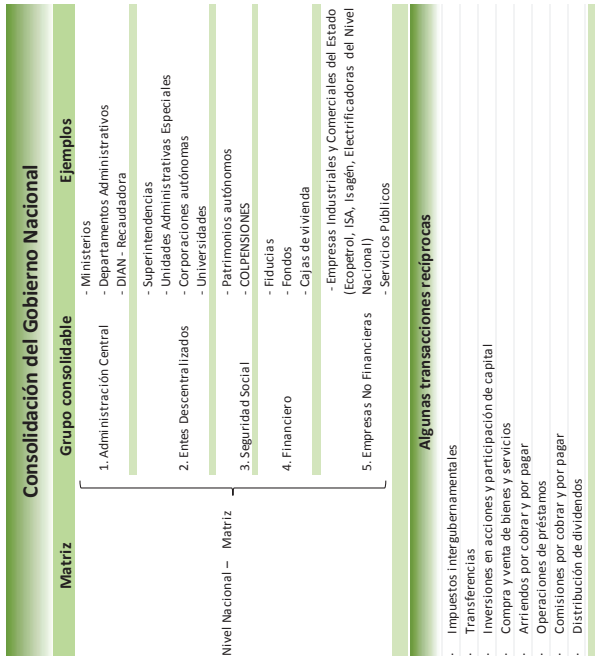 Consolidación del Gobierno Nacional
Matriz
Grupo consolidable
Ejemplos
Nivel Nacional – Matriz
1. Administración Central
- Ministerios
- Departamentos Administrativos
- DIAN - Recaudadora
2. Entes Descentralizados
- Superintendencias
- Unidades Administrativas Especiales
- Corporaciones autónomas
- Universidades
3. Seguridad Social
- Patrimonios autónomos
- COLPENSIONES
4. Financiero
- Fiducias
- Fondos
- Cajas de vivienda
5. Empresas No Financieras
- Empresas Industriales y Comerciales del Estado
(Ecopetrol, ISA, Isagén, Electrificadoras del Nivel
Nacional)
- Servicios Públicos
Algunas transacciones recíprocas
· Impuestos intergubernamentales
· Transferencias
· Inversiones en acciones y participación de capital
· Compra y venta de bienes y servicios
· Arriendos por cobrar y por pagar
· Operaciones de préstamos
· Comisiones por cobrar y por pagar
· Distribución de dividendos